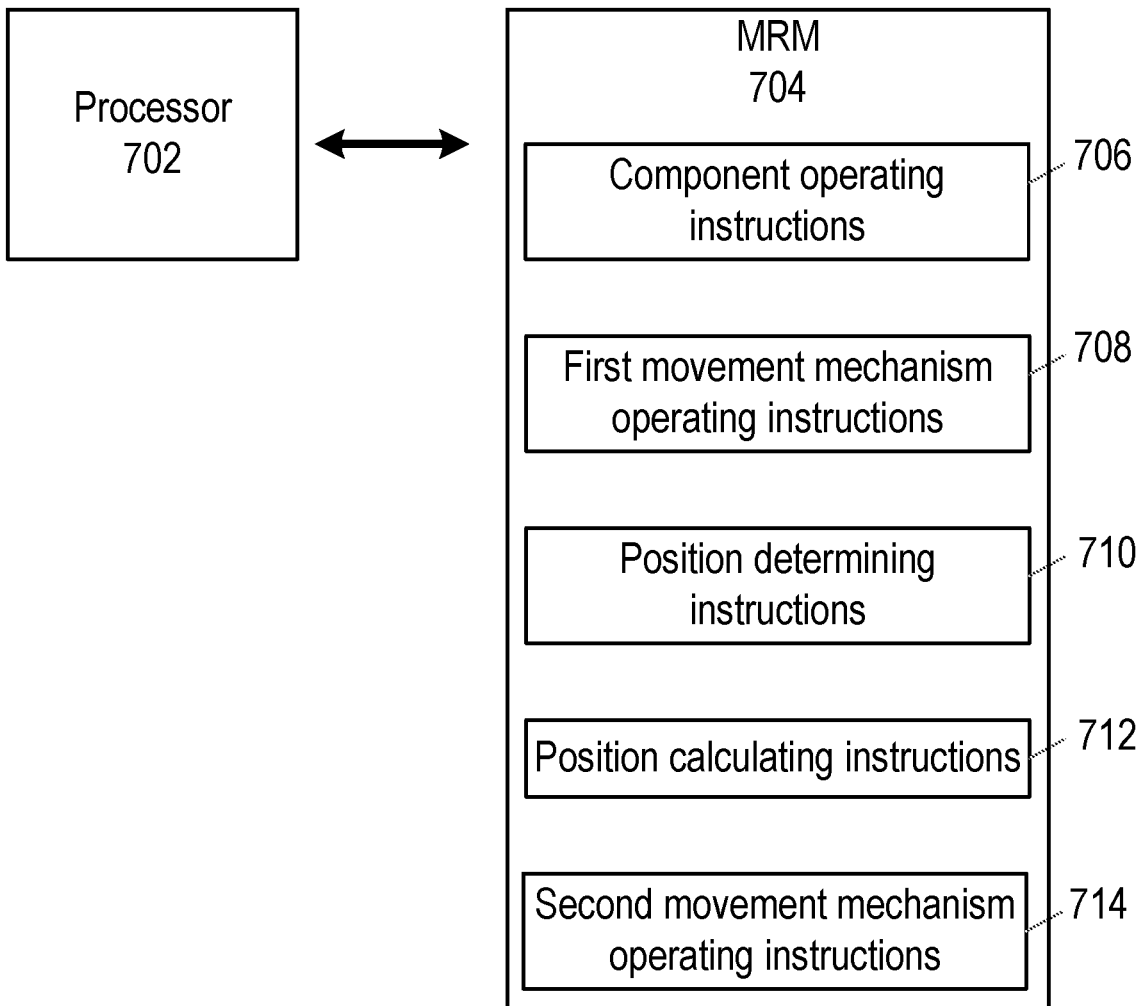 Processor
702
MRM
704
Component operating
instructions
706
First movement mechanism
operating instructions
708
Position determining
instructions
710
Position calculating instructions
712
Second movement mechanism
operating instructions
714